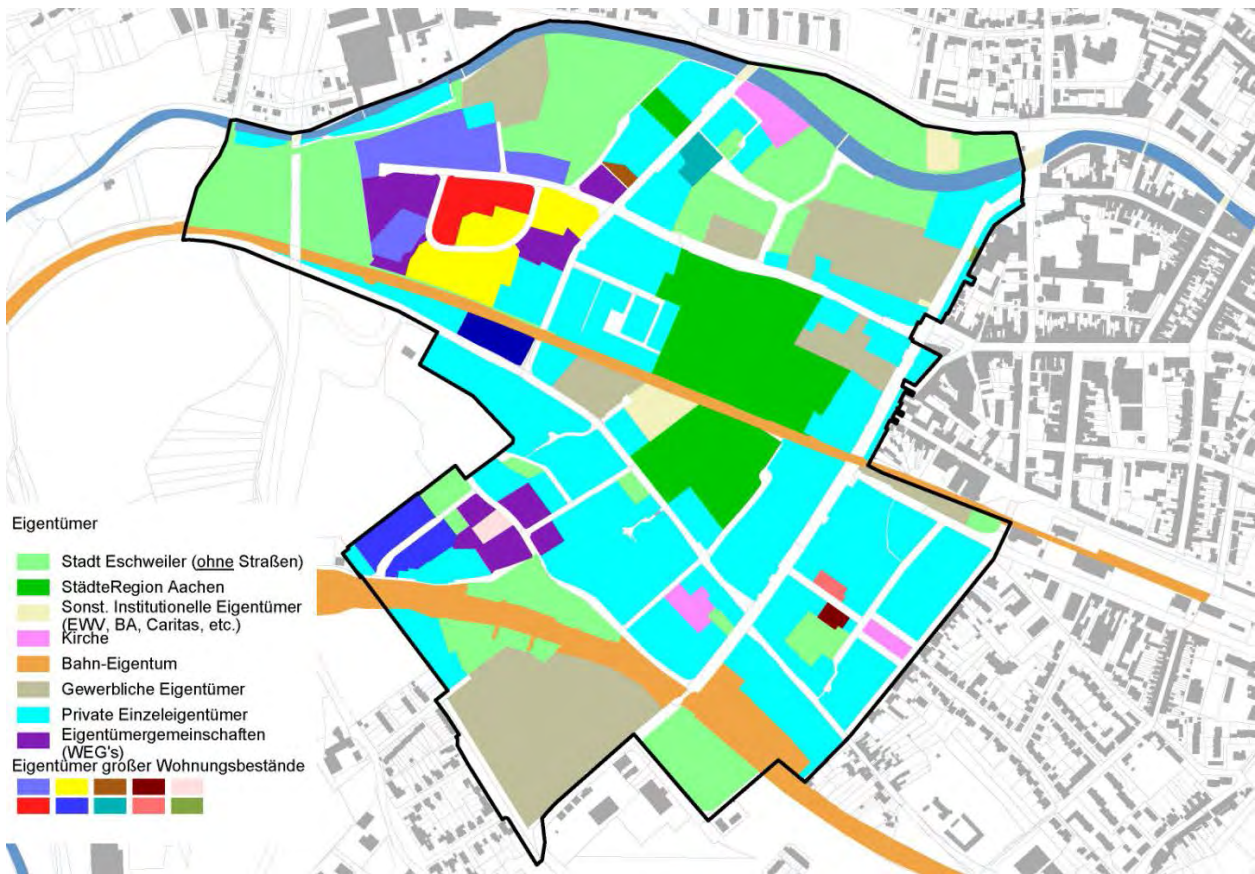 Eigentümer
Stadt Eschweiler (ohne Straßen)
StädteRegion Aachen
Sonst. Institutionelle Eigentümer
(EWV, BA, Caritas, etc.)
Kirche
Bahn-Eigentum
Gewerbliche Eigentümer
Private Einzeleigentümer
Eigentümergemeinschaften
(WEG's)
Eigentümer großer Wohnungsbestände